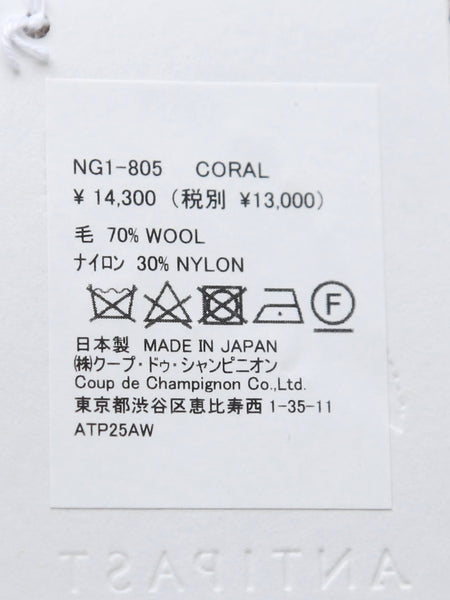 NG1-805 CORAL
¥ 14,300 (税別 ¥13,000)
毛 70% WOOL
ナイロン 30% NYLON
F
日本製 MADE IN JAPAN
㈱クープ・ドゥ・シャンピニオン
Coup de Champignon Co.,Ltd.
東京都渋谷区恵比寿西 1-35-11
ATP25AW
ANTIPAST